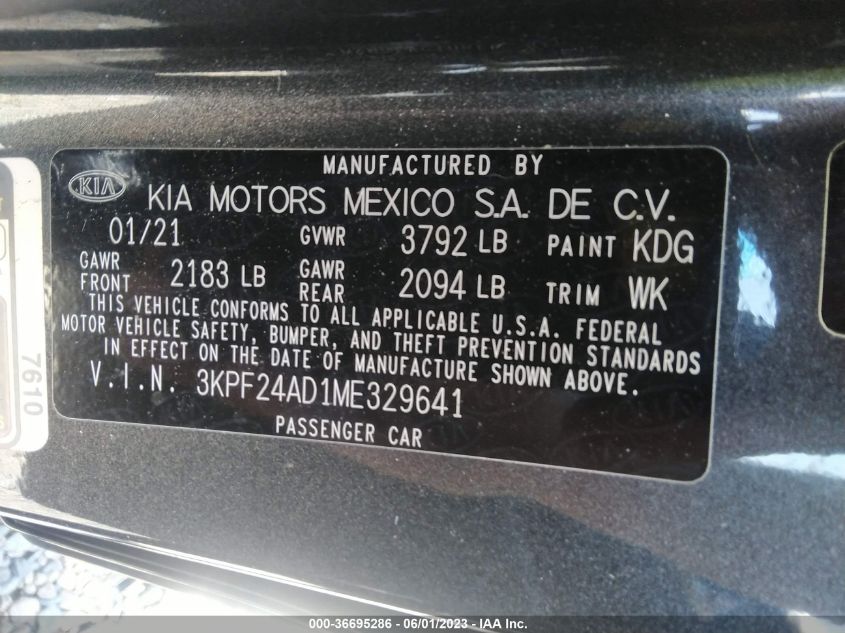 MANUFACTURED BY
KIA KIA MOTORS MEXICO S.A. DE C.V.
01/21 GVWR 3792 LB PAINT KDG
GAWR FRONT 2183 LB GAWR REAR 2094 LB TRIM WK
THIS VEHICLE CONFORMS TO ALL APPLICABLE U.S.A. FEDERAL
MOTOR VEHICLE SAFETY, BUMPER, AND THEFT PREVENTION STANDARDS
IN EFFECT ON THE DATE OF MANUFACTURE SHOWN ABOVE.
V.I.N. 3KPF24AD1ME329641
PASSENGER CAR
7610
000-36695286 - 06/01/2023 - IAA Inc.